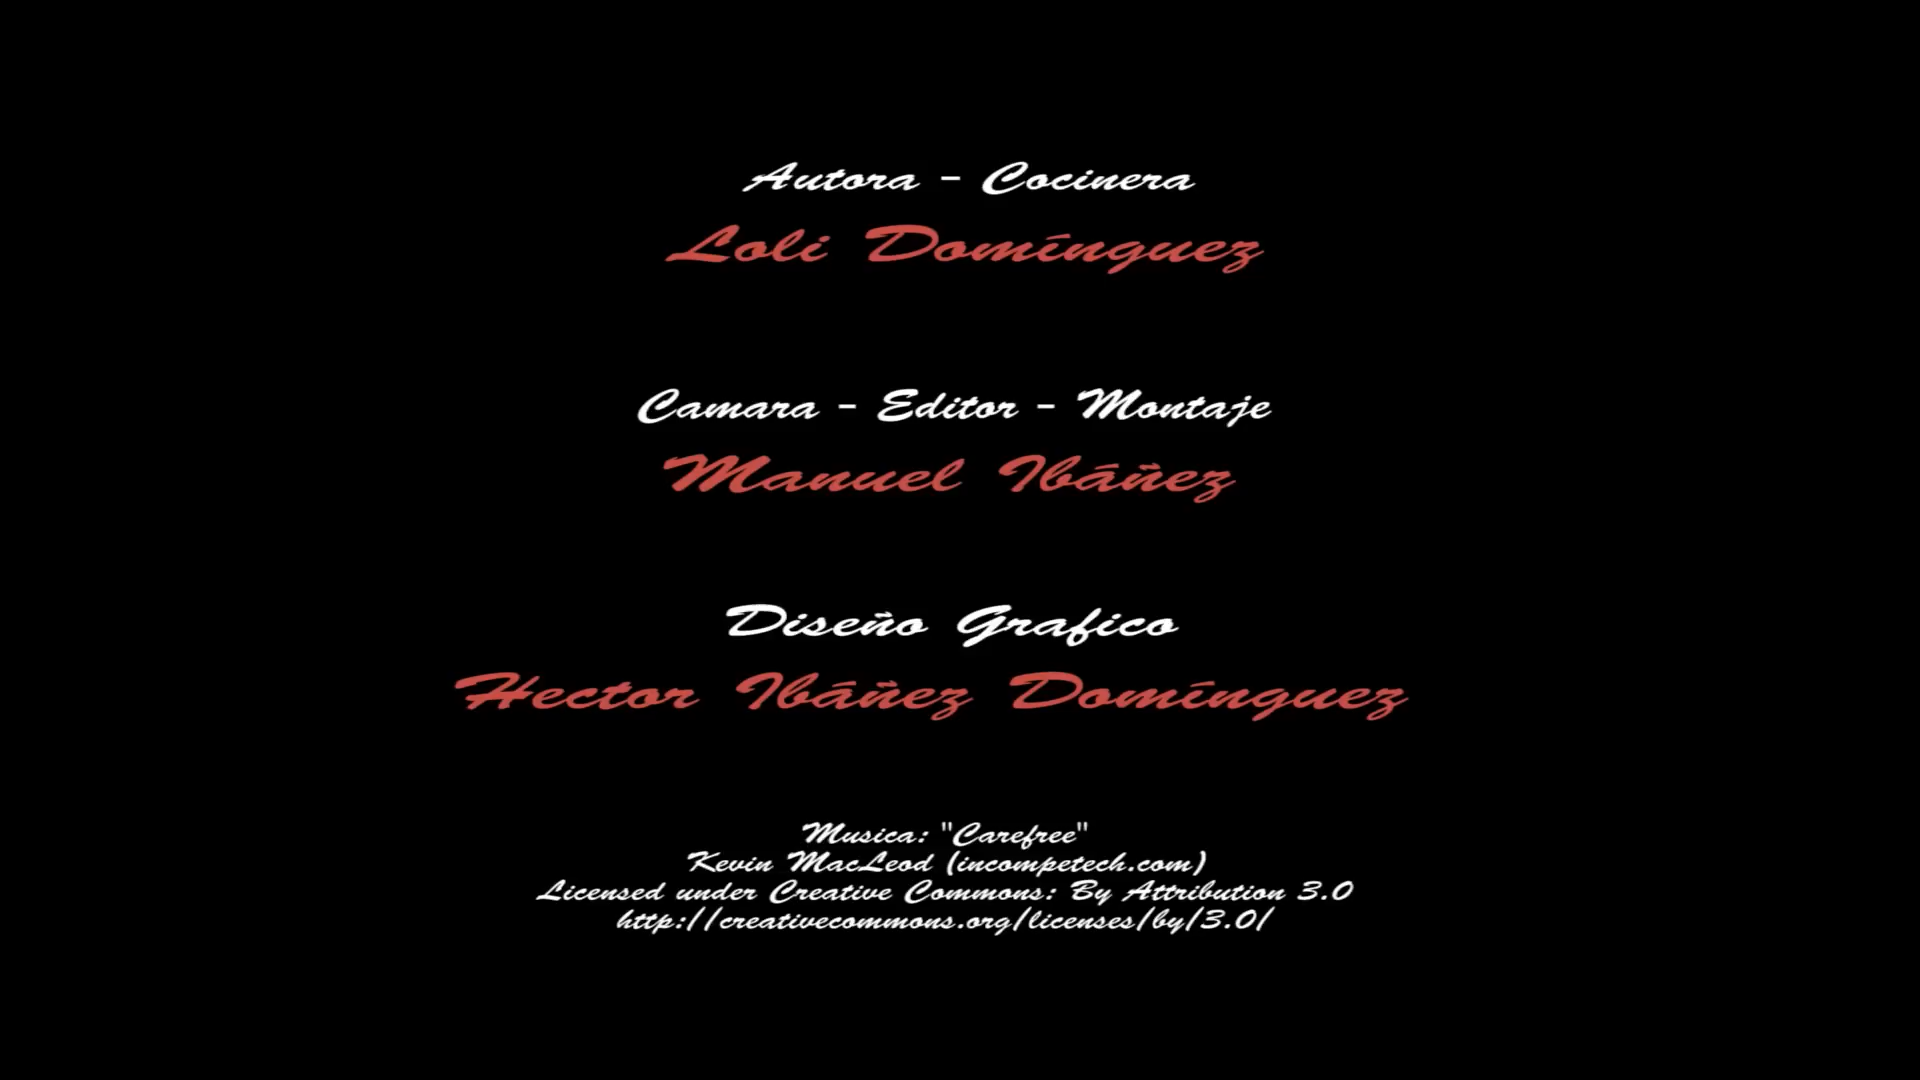 Autora - Cocinera
Loli Domínguez
Camara - Editor - Montaje
Manuel Ibáñez
Diseño Grafico
Hector Ibáñez Domínguez
Musica: "Carefree"
Kevin MacLeod (incompetech.com)
Licensed under Creative Commons: By Attribution 3.0
http://creativecommons.org/licenses/by/3.0/